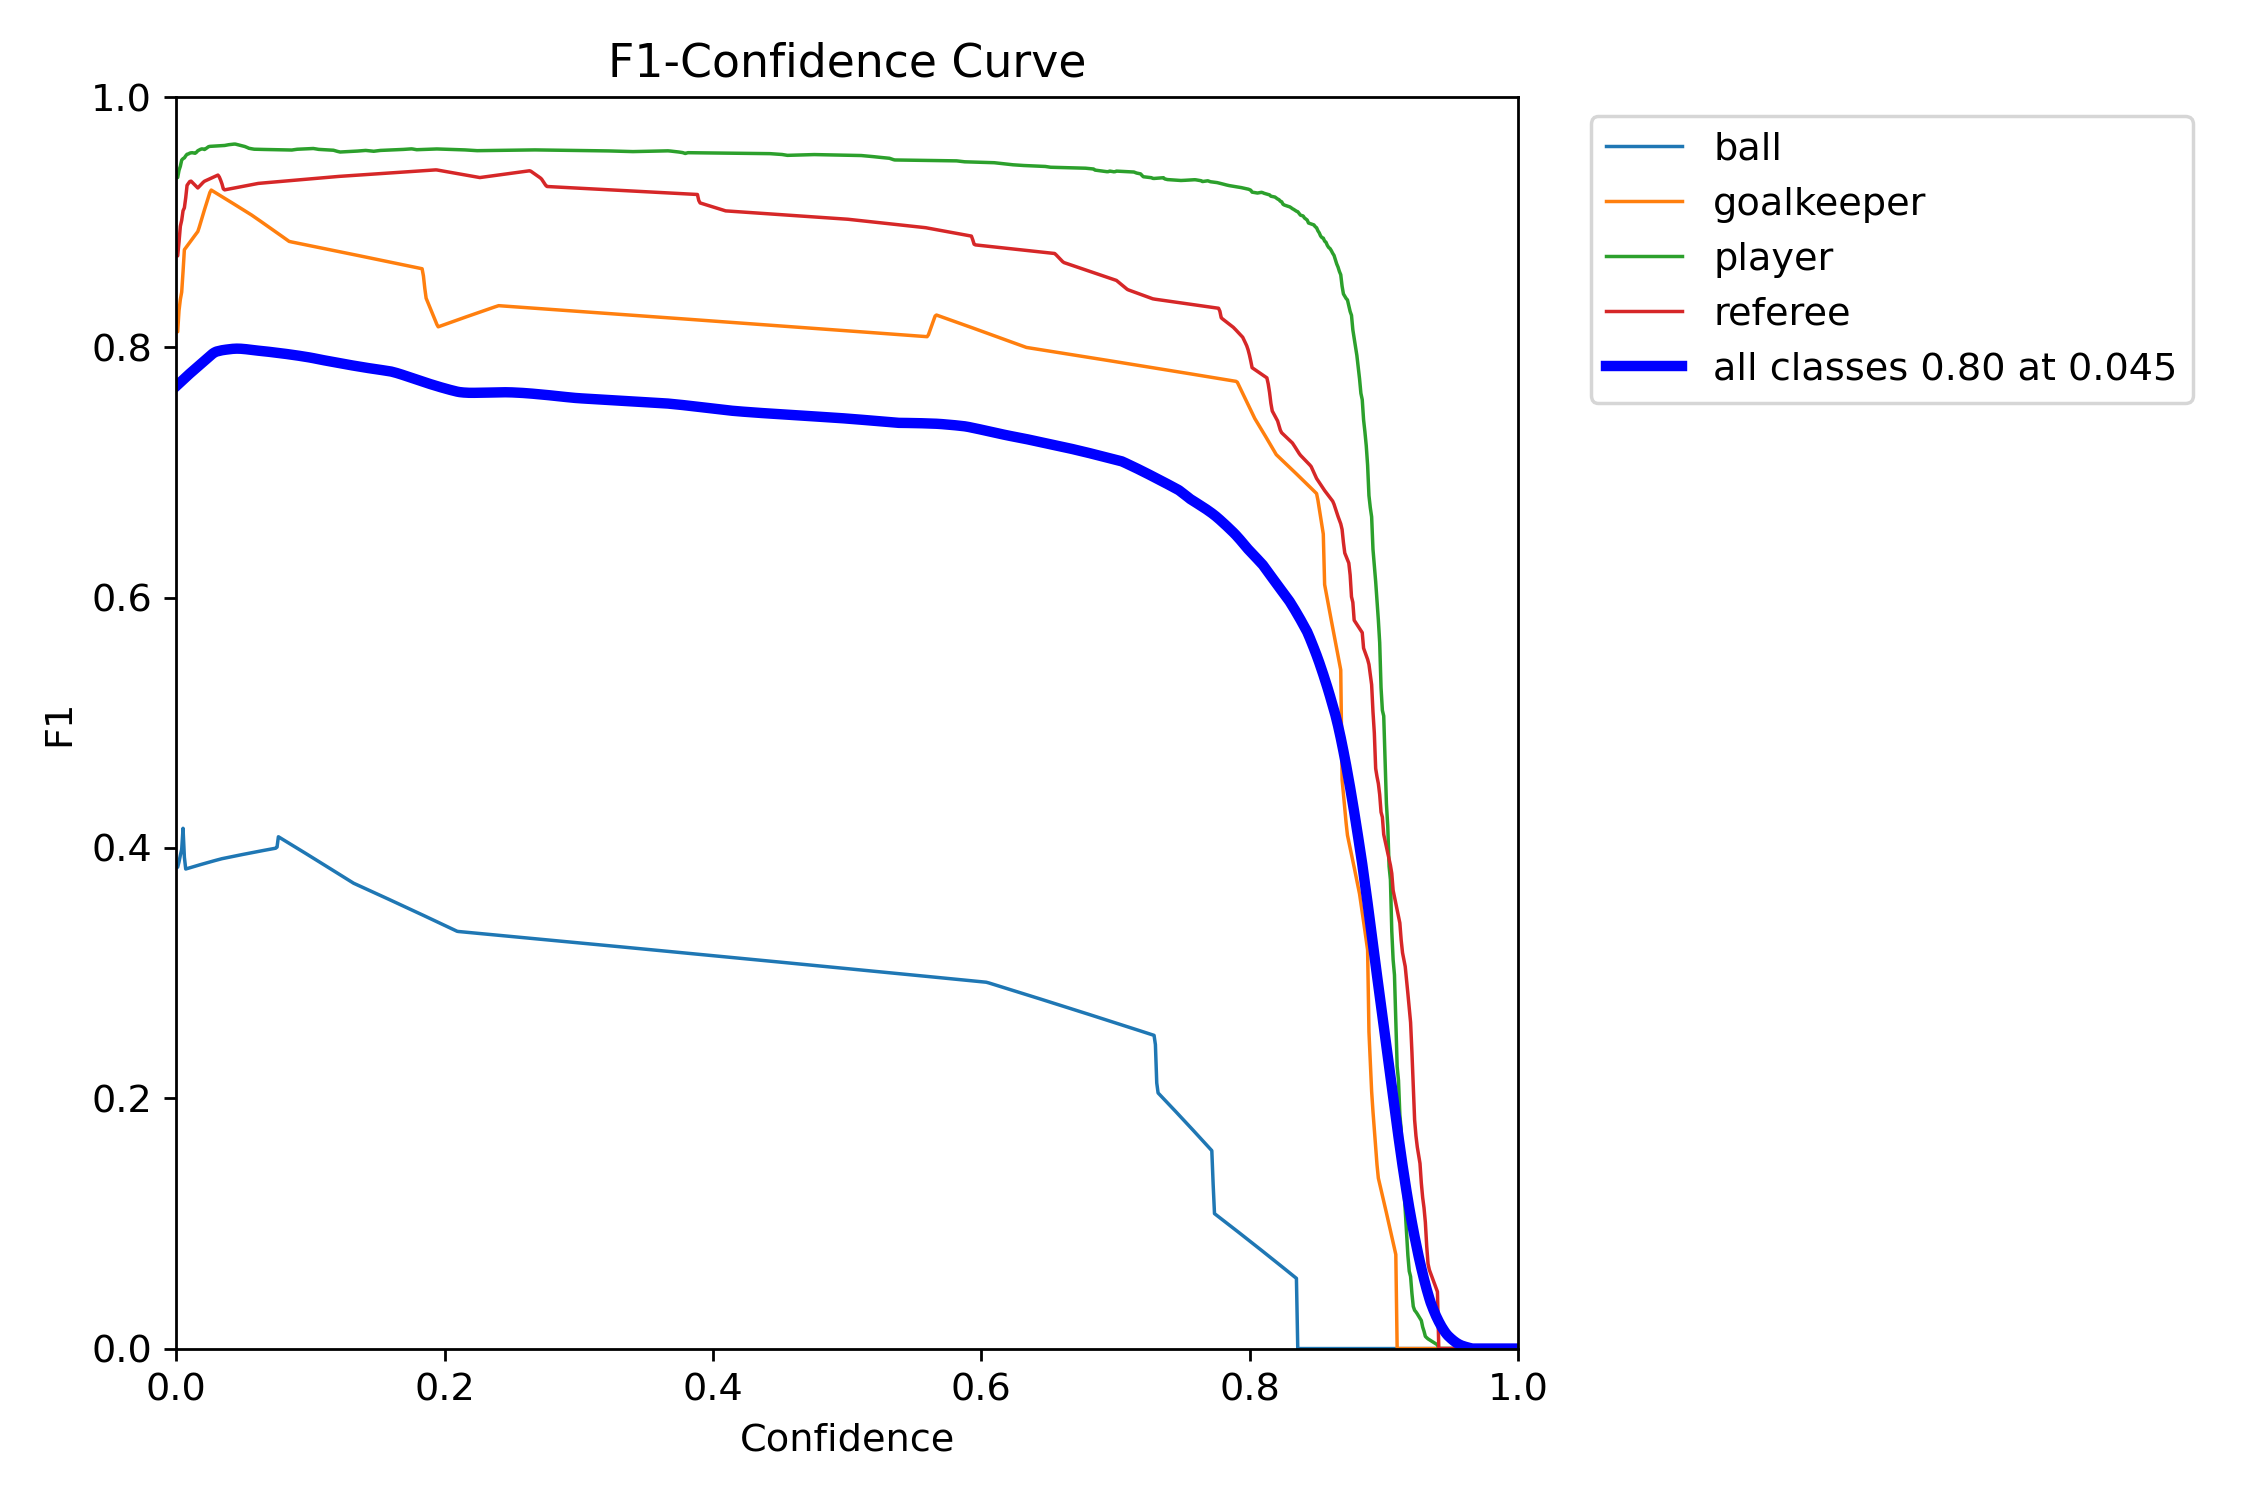 F1-Confidence Curve
1.0
0.8
0.6
0.4
0.2
0.0
F1
0.0 0.2 0.4 0.6 0.8 1.0
Confidence
ball
goalkeeper
player
referee
all classes 0.80 at 0.045